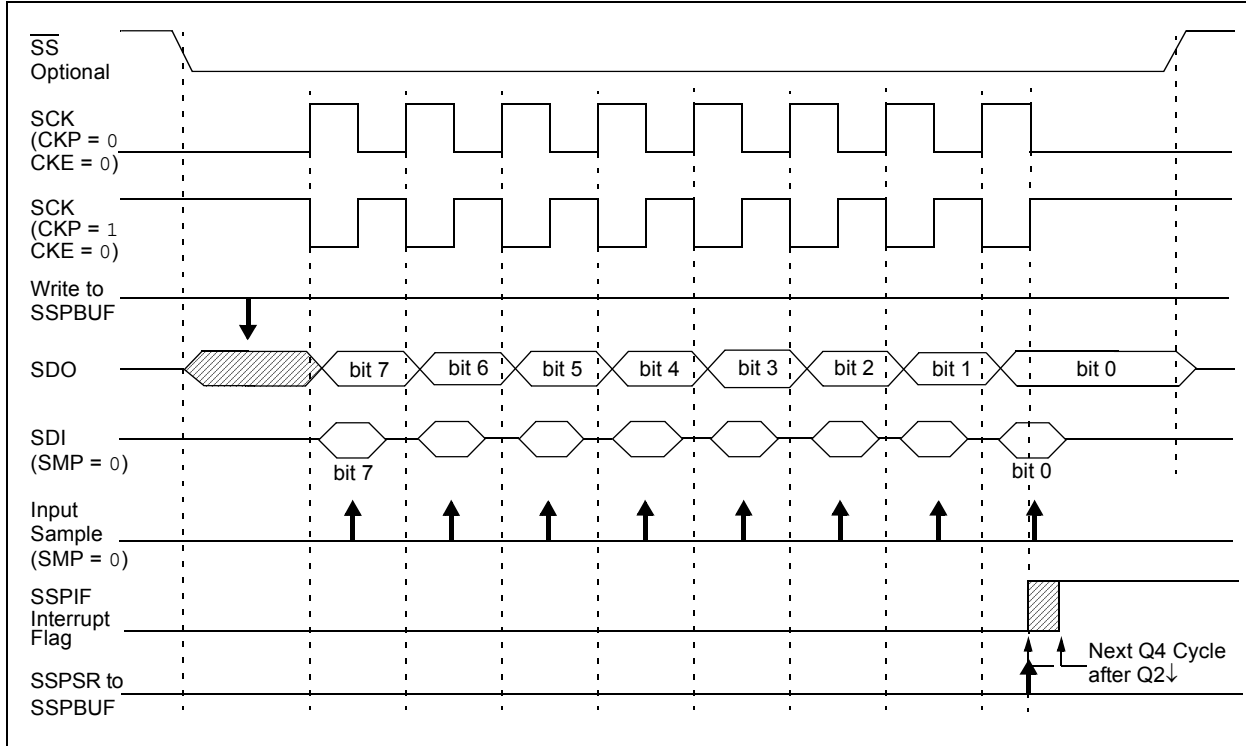 SS
Optional
SCK
(CKP = 0
CKE = 0)
SCK
(CKP = 1
CKE = 0)
Write to
SSPBUF
SDO
bit 7
bit 6
bit 5
bit 4
bit 3
bit 2
bit 1
bit 0
SDI
(SMP = 0)
bit 7
bit 0
Input
Sample
(SMP = 0)
SSPIF
Interrupt
Flag
Next Q4 Cycle
after Q2↓
SSPSR to
SSPBUF